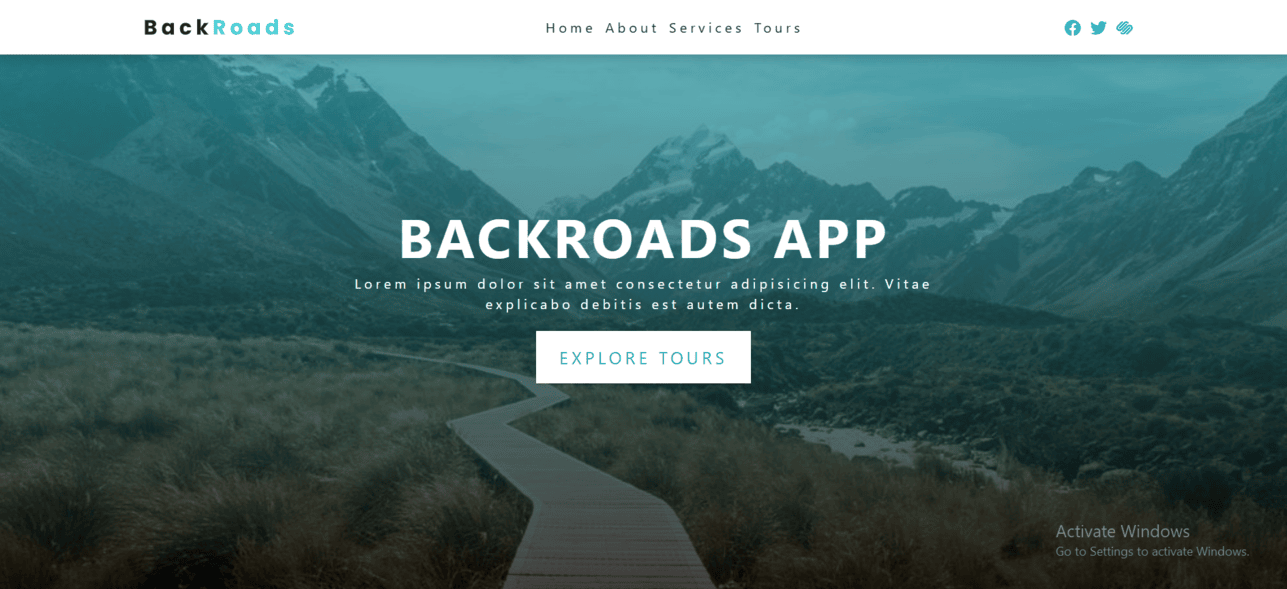 BackRoads
Home About Services Tours
BACKROADS APP
Lorem ipsum dolor sit amet consectetur adipisicing elit. Vitae
explicabo debitis est autem dicta.
EXPLORE TOURS
Activate Windows
Go to Settings to activate Windows.